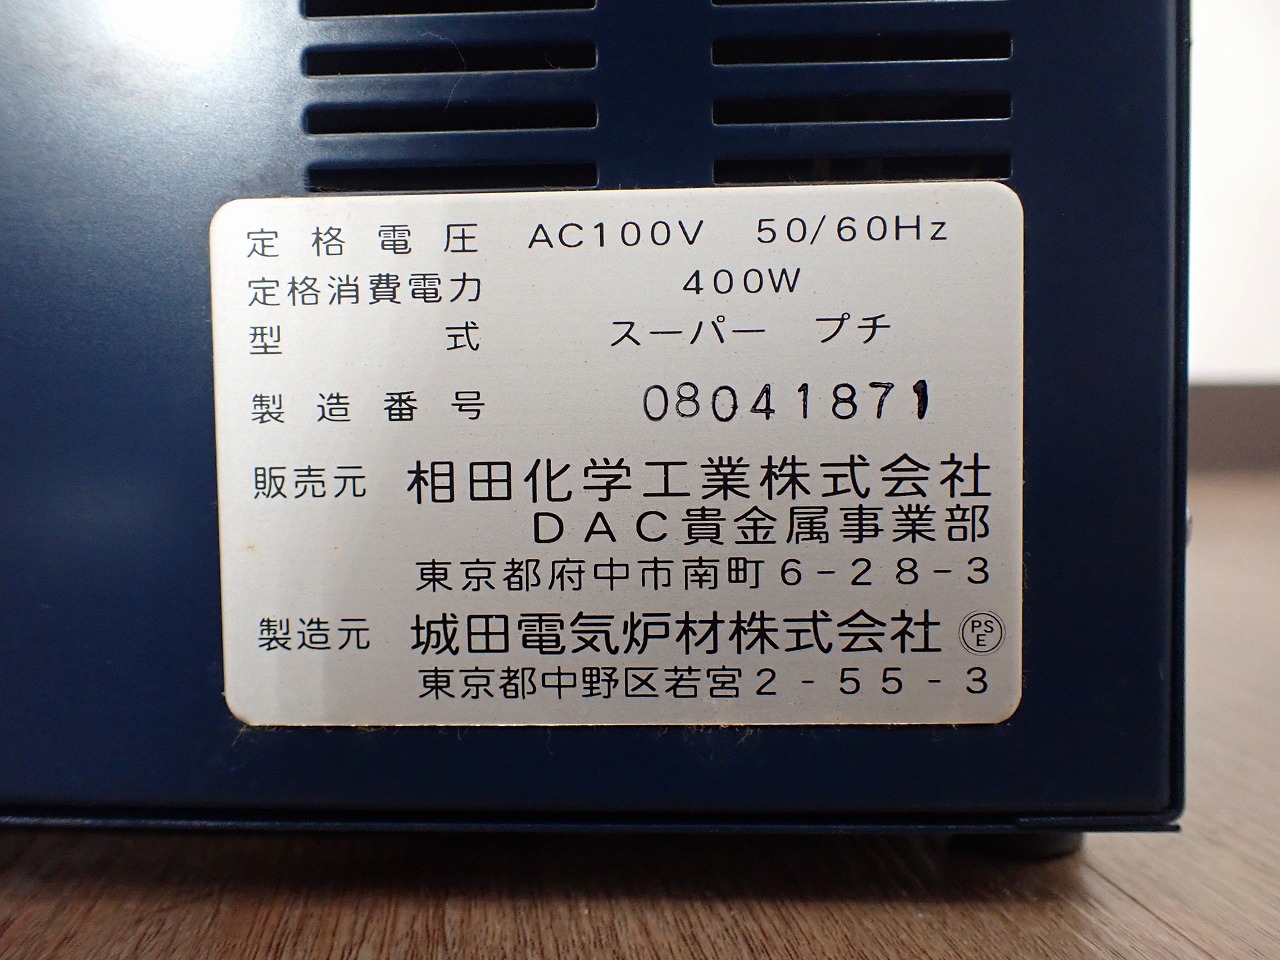 定格電圧 AC100V 50/60Hz
定格消費電力 400W
型式 スーパー プチ
製造番号 08041871
販売元 相田化学工業株式会社
DAC貴金属事業部
東京都府中市南町6-28-3
製造元 城田電気炉材株式会社 PSE
東京都中野区若宮2-55-3